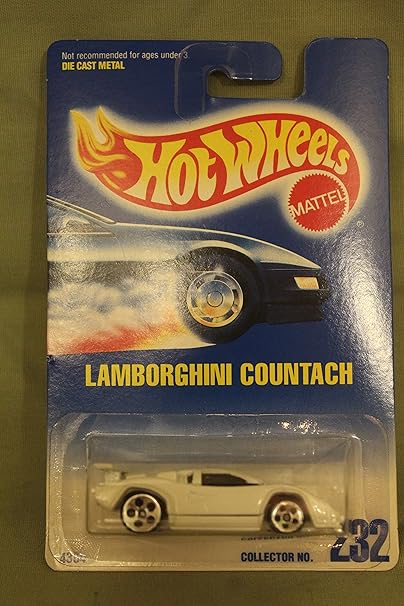 Not recommended for ages under 3
DIE CAST METAL
HOT WHEELS
MATTEL
LAMBORGHINI COUNTACH
COLLECTOR NO.
232